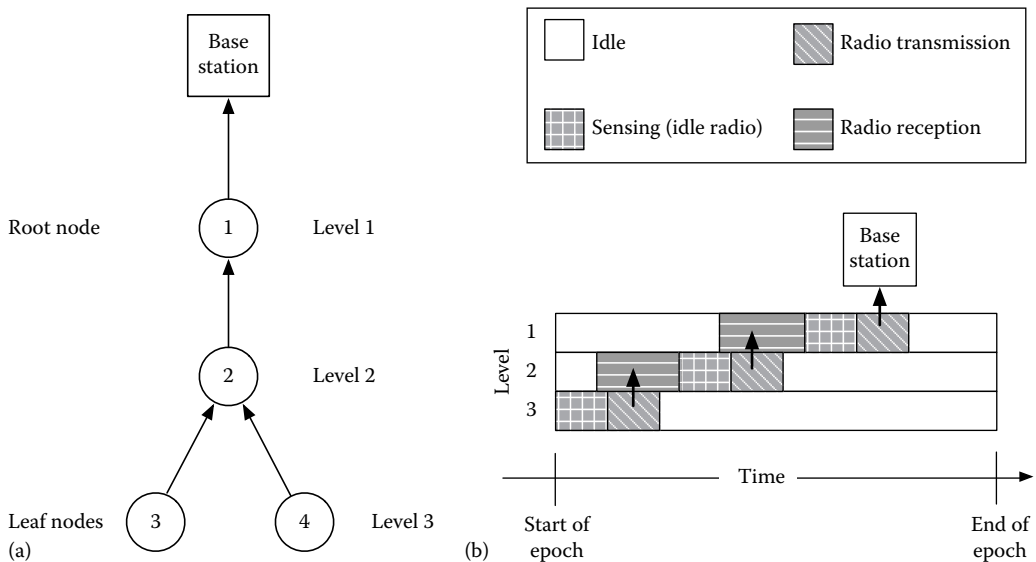 Base
station
Root node
1
Level 1
2
Level 2
Leaf nodes
3
4
Level 3
(a)
Idle
Radio transmission
Sensing (idle radio)
Radio reception
Base
station
Level
1
2
3
Time
Start of
epoch
End of
epoch
(b)